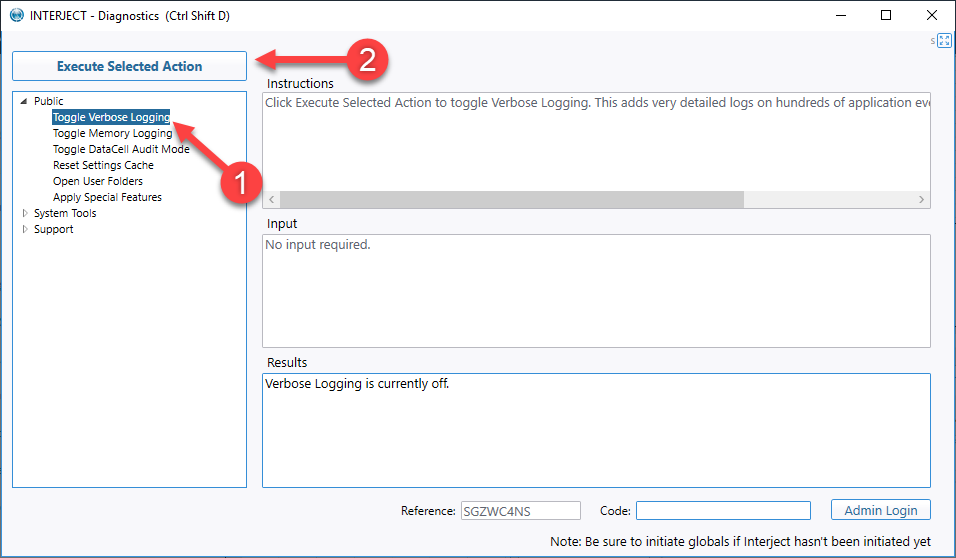 INTERJECT - Diagnostics (Ctrl Shift D)
s
Execute Selected Action
2
Instructions
Click Execute Selected Action to toggle Verbose Logging. This adds very detailed logs on hundreds of application eve
Public
Toggle Verbose Logging
Toggle Memory Logging
Toggle DataCell Audit Mode
Reset Settings Cache
Open User Folders
Apply Special Features
System Tools
Support
1
Input
No input required.
Results
Verbose Logging is currently off.
Reference: SGZWC4NS Code: Admin Login
Note: Be sure to initiate globals if Interject hasn't been initiated yet